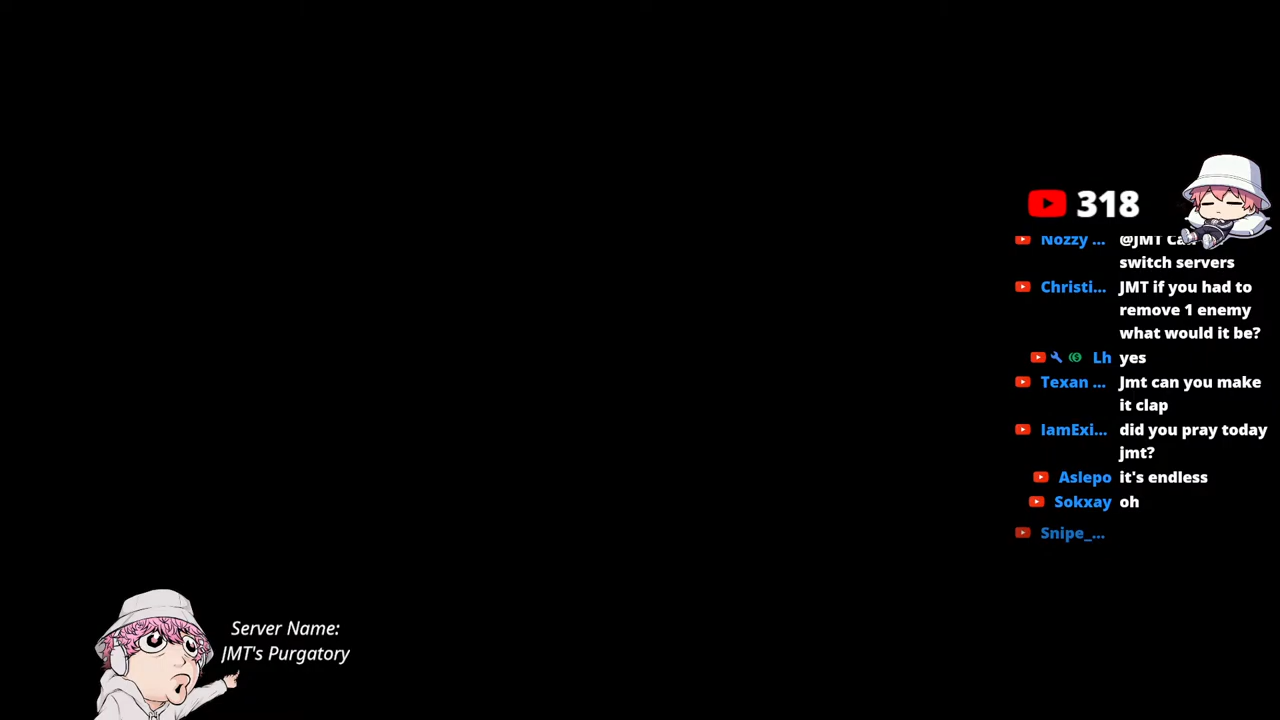 318
Nozzy ... @JMT
switch servers
Christi... JMT if you had to
remove 1 enemy
what would it be?
Lh yes
Texan ... Jmt can you make
it clap
IamExi... did you pray today
jmt?
Aslepo it's endless
Sokxay oh
Snipe_...
Server Name:
JMT's Purgatory